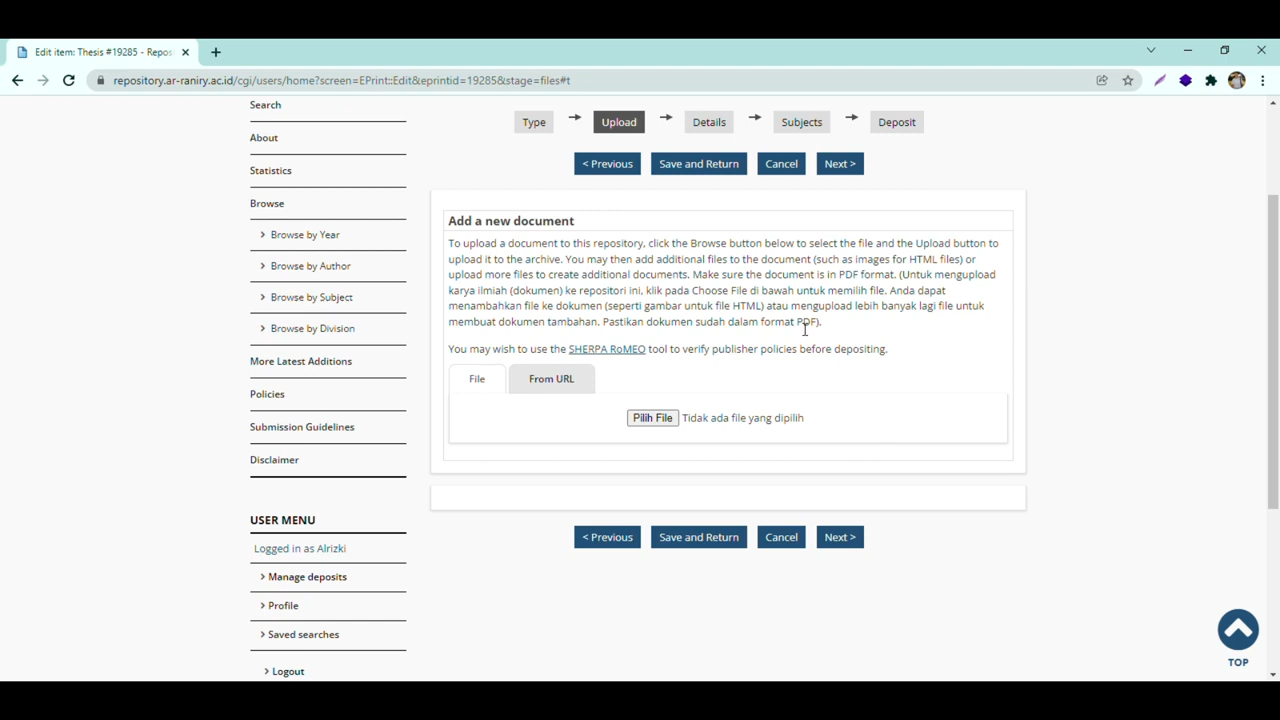 Edit item: Thesis #19285 - Repos
repository.ar-raniry.ac.id/cgi/users/home?screen=EPrint::Edit&eprintid=19285&stage=files#t
Search
About
Statistics
Browse
Browse by Year
Browse by Author
Browse by Subject
Browse by Division
More Latest Additions
Policies
Submission Guidelines
Disclaimer
USER MENU
Logged in as Alrizki
Manage deposits
Profile
Saved searches
Logout
Type → Upload → Details → Subjects → Deposit
< Previous Save and Return Cancel Next >
Add a new document
To upload a document to this repository, click the Browse button below to select the file and the Upload button to
upload it to the archive. You may then add additional files to the document (such as images for HTML files) or
upload more files to create additional documents. Make sure the document is in PDF format. (Untuk mengupload
karya ilmiah (dokumen) ke repositori ini, klik pada Choose File di bawah untuk memilih file. Anda dapat
menambahkan file ke dokumen (seperti gambar untuk file HTML) atau mengupload lebih banyak lagi file untuk
membuat dokumen tambahan. Pastikan dokumen sudah dalam format PDF).
You may wish to use the SHERPA RoMEO tool to verify publisher policies before depositing.
File From URL
Pilih File Tidak ada file yang dipilih
< Previous Save and Return Cancel Next >
TOP